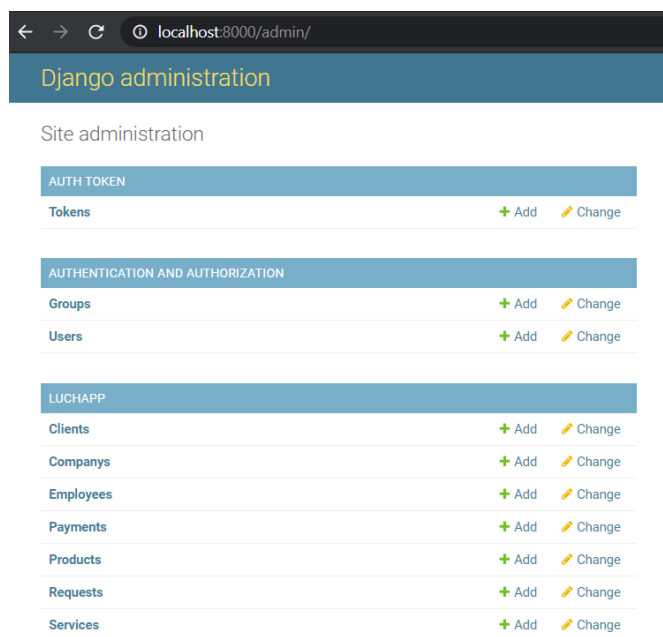 localhost:8000/admin/
Django administration
Site administration
AUTH TOKEN
Tokens Add Change
AUTHENTICATION AND AUTHORIZATION
Groups Add Change
Users Add Change
LUCHAPP
Clients Add Change
Companys Add Change
Employees Add Change
Payments Add Change
Products Add Change
Requests Add Change
Services Add Change